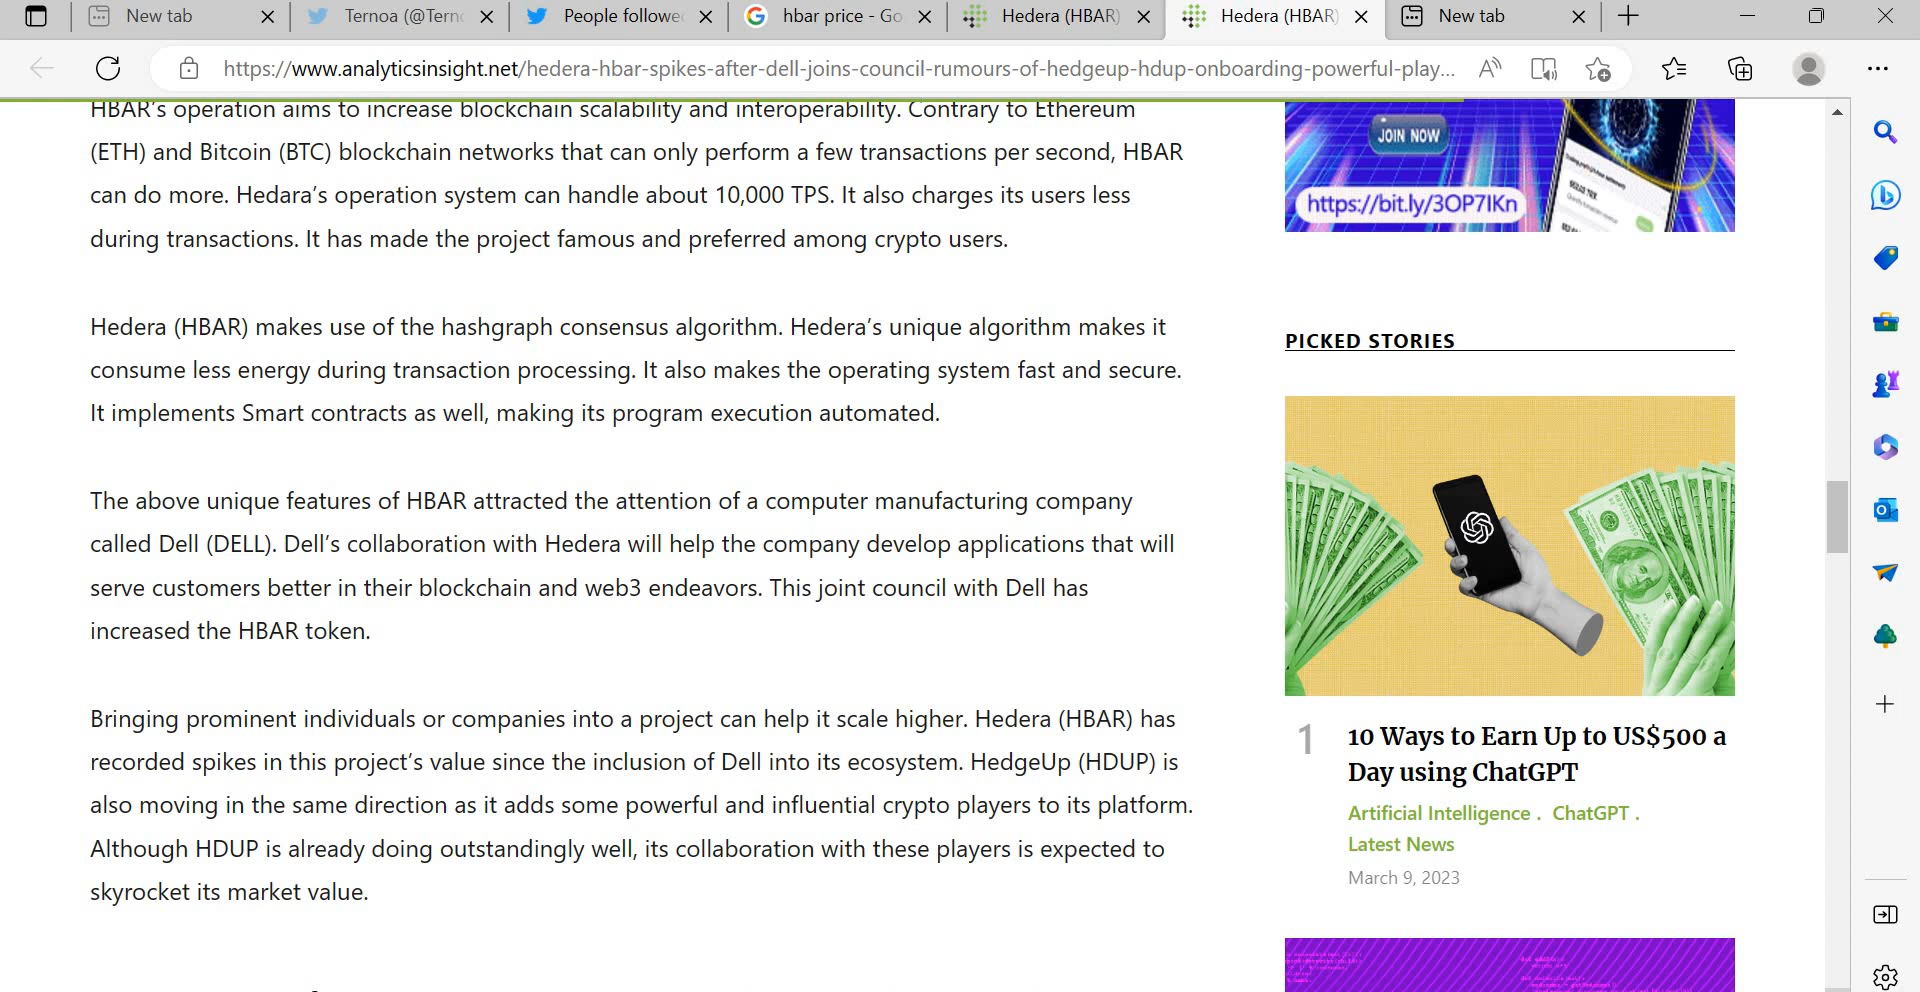 New tab
Ternoa (@Tern
People followe
hbar price - Go
Hedera (HBAR)
Hedera (HBAR)
New tab
https://www.analyticsinsight.net/hedera-hbar-spikes-after-dell-joins-council-rumours-of-hedgeup-hdup-onboarding-powerful-play...
HBAR's operation aims to increase blockchain scalability and interoperability. Contrary to Ethereum
(ETH) and Bitcoin (BTC) blockchain networks that can only perform a few transactions per second, HBAR
can do more. Hedara's operation system can handle about 10,000 TPS. It also charges its users less
during transactions. It has made the project famous and preferred among crypto users.
Hedera (HBAR) makes use of the hashgraph consensus algorithm. Hedera's unique algorithm makes it
consume less energy during transaction processing. It also makes the operating system fast and secure.
It implements Smart contracts as well, making its program execution automated.
The above unique features of HBAR attracted the attention of a computer manufacturing company
called Dell (DELL). Dell's collaboration with Hedera will help the company develop applications that will
serve customers better in their blockchain and web3 endeavors. This joint council with Dell has
increased the HBAR token.
Bringing prominent individuals or companies into a project can help it scale higher. Hedera (HBAR) has
recorded spikes in this project's value since the inclusion of Dell into its ecosystem. HedgeUp (HDUP) is
also moving in the same direction as it adds some powerful and influential crypto players to its platform.
Although HDUP is already doing outstandingly well, its collaboration with these players is expected to
skyrocket its market value.
JOIN NOW
https://bit.ly/3OP7IKn
PICKED STORIES
1
10 Ways to Earn Up to US$500 a
Day using ChatGPT
Artificial Intelligence . ChatGPT .
Latest News
March 9, 2023